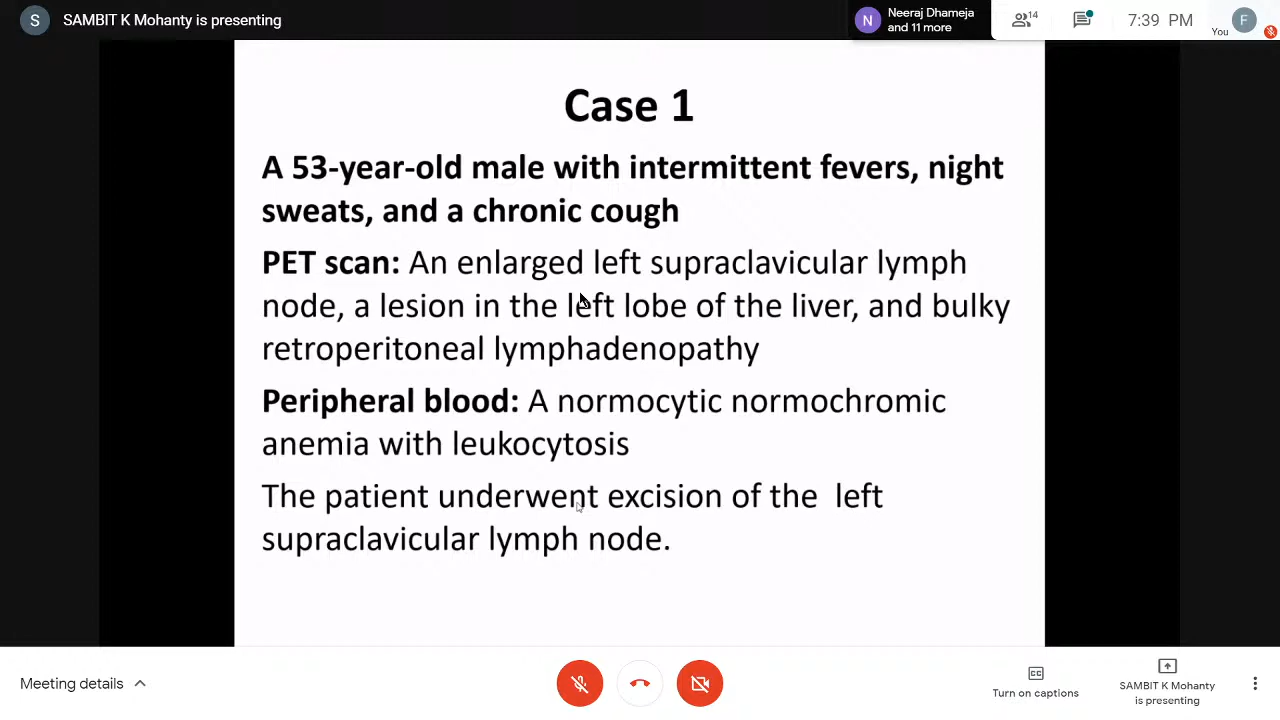 S SAMBIT K Mohanty is presenting
N Neeraj Dhameja
and 11 more
14
7:39 PM
You
F
Case 1
A 53-year-old male with intermittent fevers, night
sweats, and a chronic cough
PET scan: An enlarged left supraclavicular lymph
node, a lesion in the left lobe of the liver, and bulky
retroperitoneal lymphadenopathy
Peripheral blood: A normocytic normochromic
anemia with leukocytosis
The patient underwent excision of the left
supraclavicular lymph node.
Meeting details
CC
Turn on captions
SAMBIT K Mohanty
is presenting